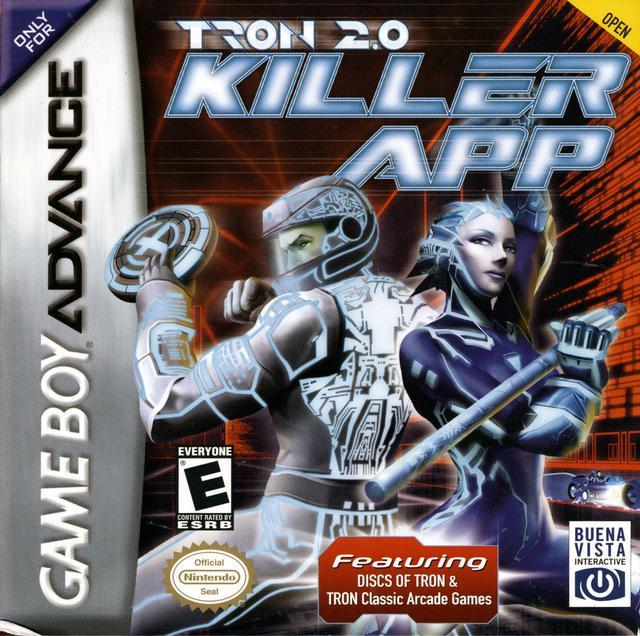 ONLY
FOR
OPEN
TRON 2.0
KILLER
APP
GAME BOY ADVANCE
®
EVERYONE
E
CONTENT RATED BY
ESRB
Official
Nintendo
Seal
Featuring
DISCS OF TRON &
TRON Classic Arcade Games
BUENA
VISTA
INTERACTIVE